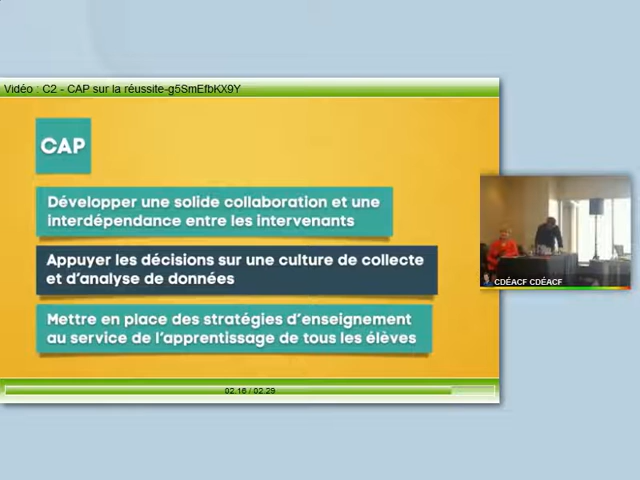 Vidéo : C2 - CAP sur la réussite-g5SmEfbKX9Y
CAP
Développer une solide collaboration et une
interdépendance entre les intervenants
Appuyer les décisions sur une culture de collecte
et d'analyse de données
Mettre en place des stratégies d'enseignement
au service de l'apprentissage de tous les élèves
CDÉACF CDÉACF
02.18 / 02.29